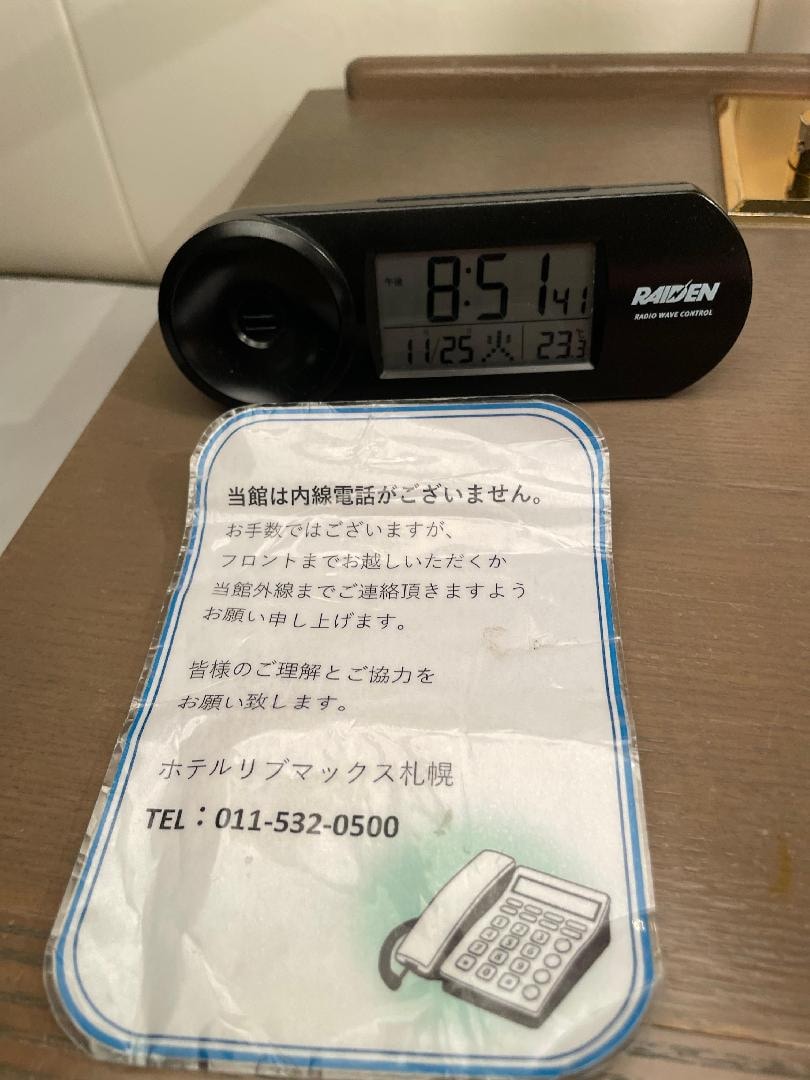 午後 8:51 41
11/25 火 23.3℃
RAIDEN
RADIO WAVE CONTROL
当館は内線電話がございません。
お手数ではございますが、
フロントまでお越しいただくか
当館外線までご連絡頂きますよう
お願い申し上げます。
皆様のご理解とご協力を
お願い致します。
ホテルリブマックス札幌
TEL：011-532-0500